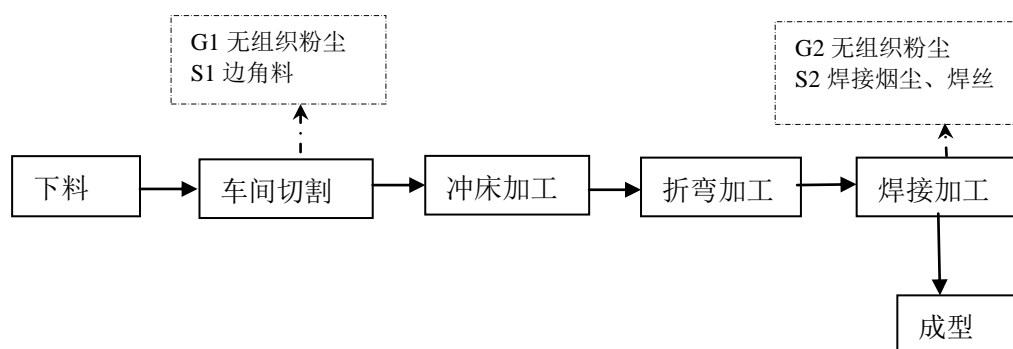 G1 无组织粉尘
S1 边角料
G2 无组织粉尘
S2 焊接烟尘、焊丝
下料
车间切割
冲床加工
折弯加工
焊接加工
成型